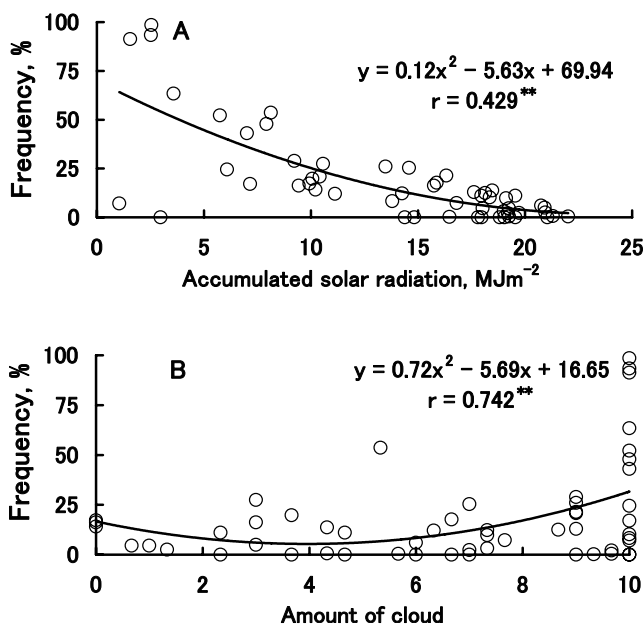 A
y = 0.12x² − 5.63x + 69.94
r = 0.429**
Frequency, %
100
75
50
25
0
0 5 10 15 20 25
Accumulated solar radiation, MJm⁻²
B
y = 0.72x² − 5.69x + 16.65
r = 0.742**
Frequency, %
100
75
50
25
0
0 2 4 6 8 10
Amount of cloud